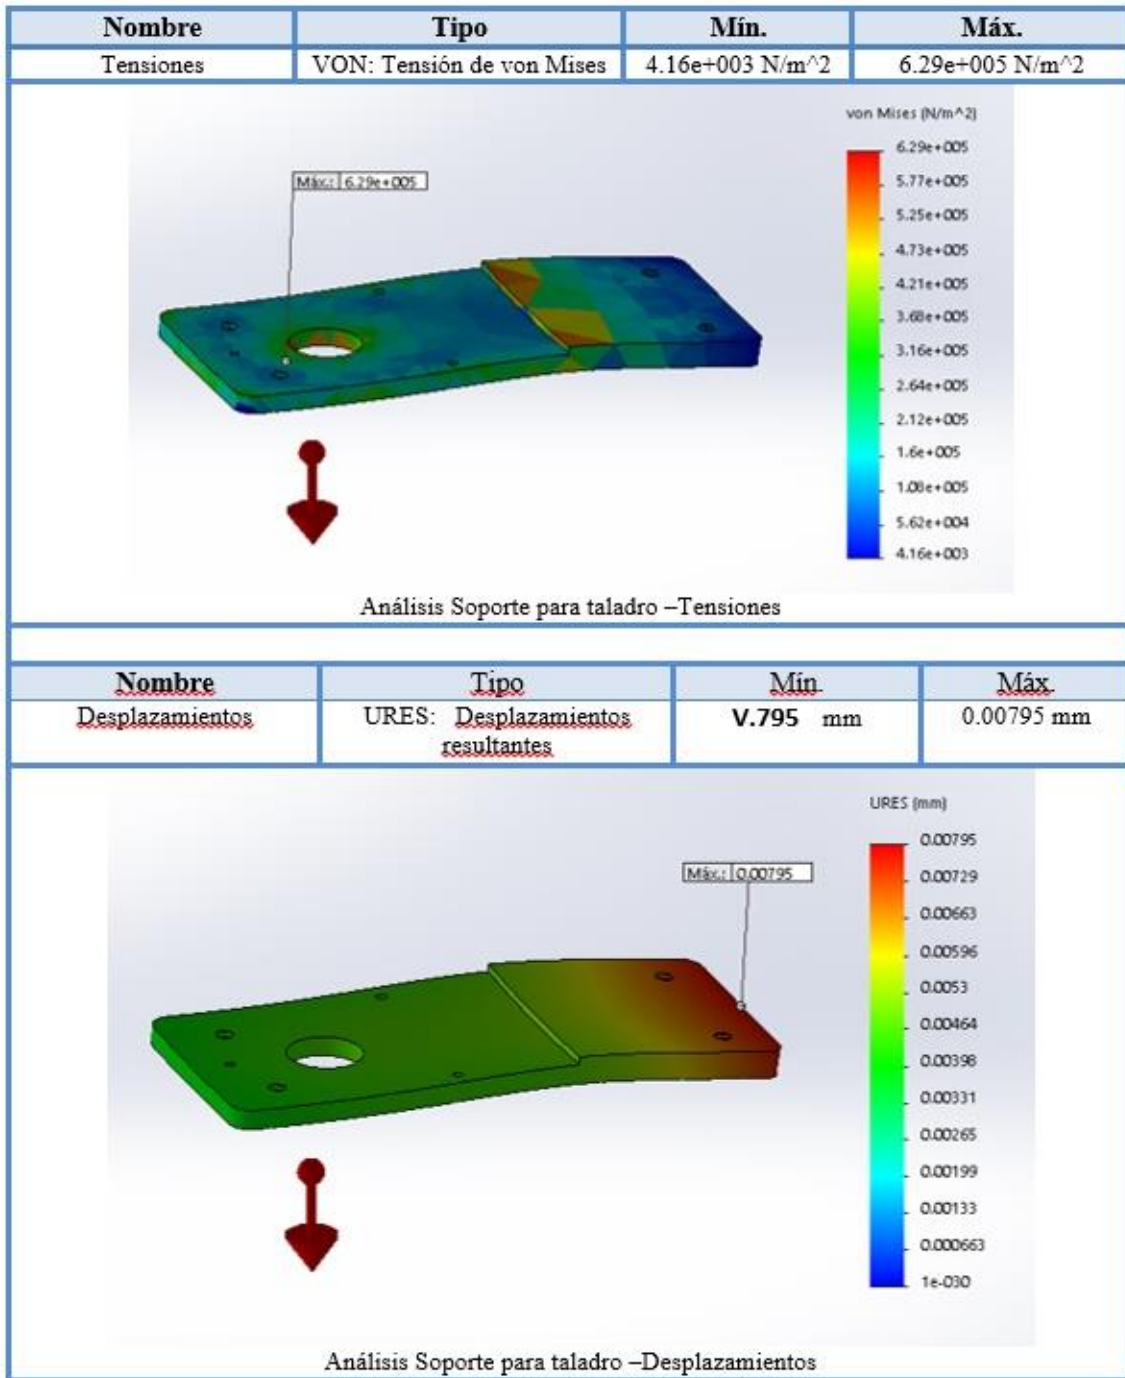 Nombre Tipo Mín. Máx.
Tensiones VON: Tensión de von Mises 4.16e+003 N/m^2 6.29e+005 N/m^2
von Mises (N/m^2)
Máx.: 6.29e+005
6.29e+005
5.77e+005
5.25e+005
4.73e+005
4.21e+005
3.68e+005
3.16e+005
2.64e+005
2.12e+005
1.6e+005
1.08e+005
5.62e+004
4.16e+003
Análisis Soporte para taladro –Tensiones
Nombre Tipo Mín. Máx.
Desplazamientos URES: Desplazamientos V.795 mm 0.00795 mm
resultantes
URES (mm)
Máx.: 0.00795
0.00795
0.00729
0.00663
0.00596
0.0053
0.00464
0.00398
0.00331
0.00265
0.00199
0.00133
0.000663
1e-030
Análisis Soporte para taladro –Desplazamientos